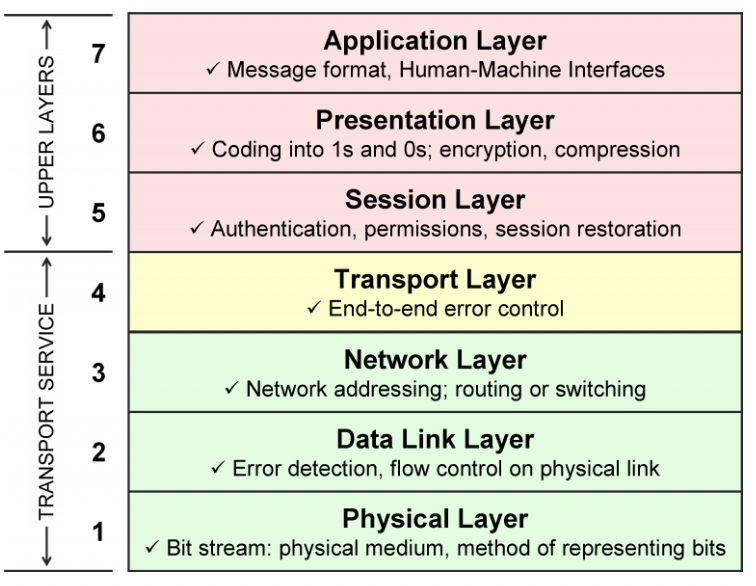 UPPER LAYERS
7
Application Layer
✓ Message format, Human-Machine Interfaces
6
Presentation Layer
✓ Coding into 1s and 0s; encryption, compression
5
Session Layer
✓ Authentication, permissions, session restoration
TRANSPORT SERVICE
4
Transport Layer
✓ End-to-end error control
3
Network Layer
✓ Network addressing; routing or switching
2
Data Link Layer
✓ Error detection, flow control on physical link
1
Physical Layer
✓ Bit stream: physical medium, method of representing bits